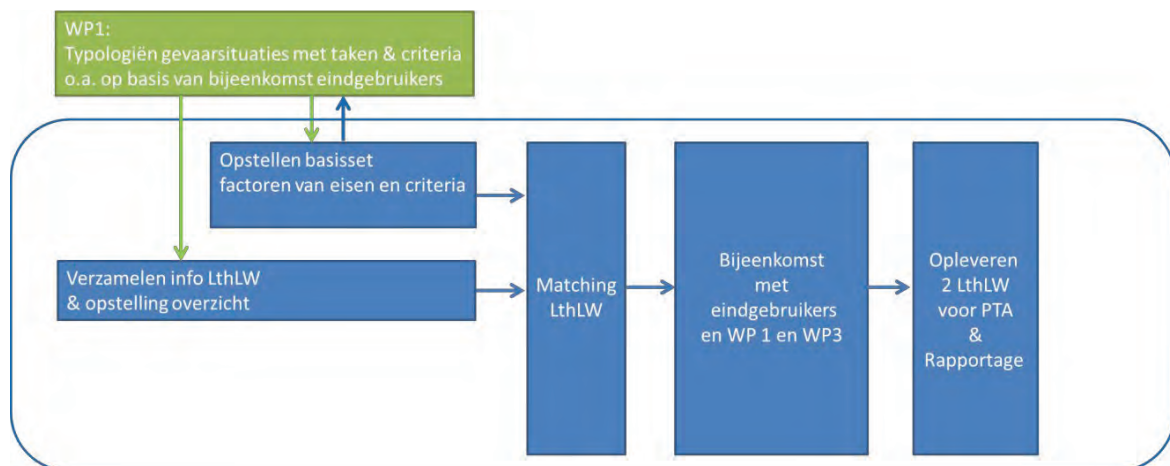 WP1:
Typologiën gevaarsituaties met taken & criteria
o.a. op basis van bijeenkomst eindgebruikers
Opstellen basisset
factoren van eisen en criteria
Verzamelen info LthLW
& opstelling overzicht
Matching
LthLW
Bijeenkomst
met
eindgebruikers
en WP 1 en WP3
Opleveren
2 LthLW
voor PTA
&
Rapportage